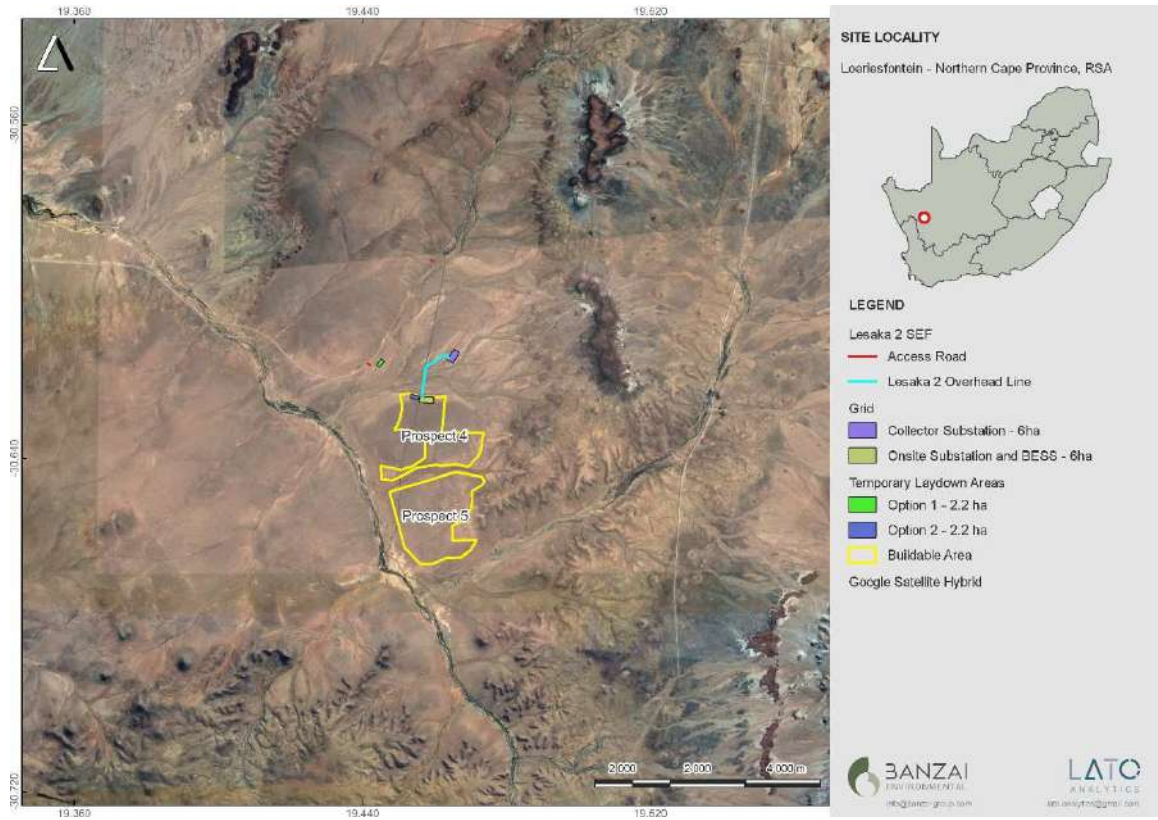 19.360
19.440
19.520
-30.560
-30.640
-30.720
Prospect 4
Prospect 5
2 000
2 000
4 000 m
19.360
19.440
19.520
SITE LOCALITY
Loeriesfontein - Northern Cape Province, RSA
LEGEND
Lesaka 2 SEF
Access Road
Lesaka 2 Overhead Line
Grid
Collector Substation - 6ha
Onsite Substation and BESS - 6ha
Temporary Laydown Areas
Option 1 - 2.2 ha
Option 2 - 2.2 ha
Buildable Area
Google Satellite Hybrid
BANZAI
ENVIRONMENTAL
LATO
ANALYTICS